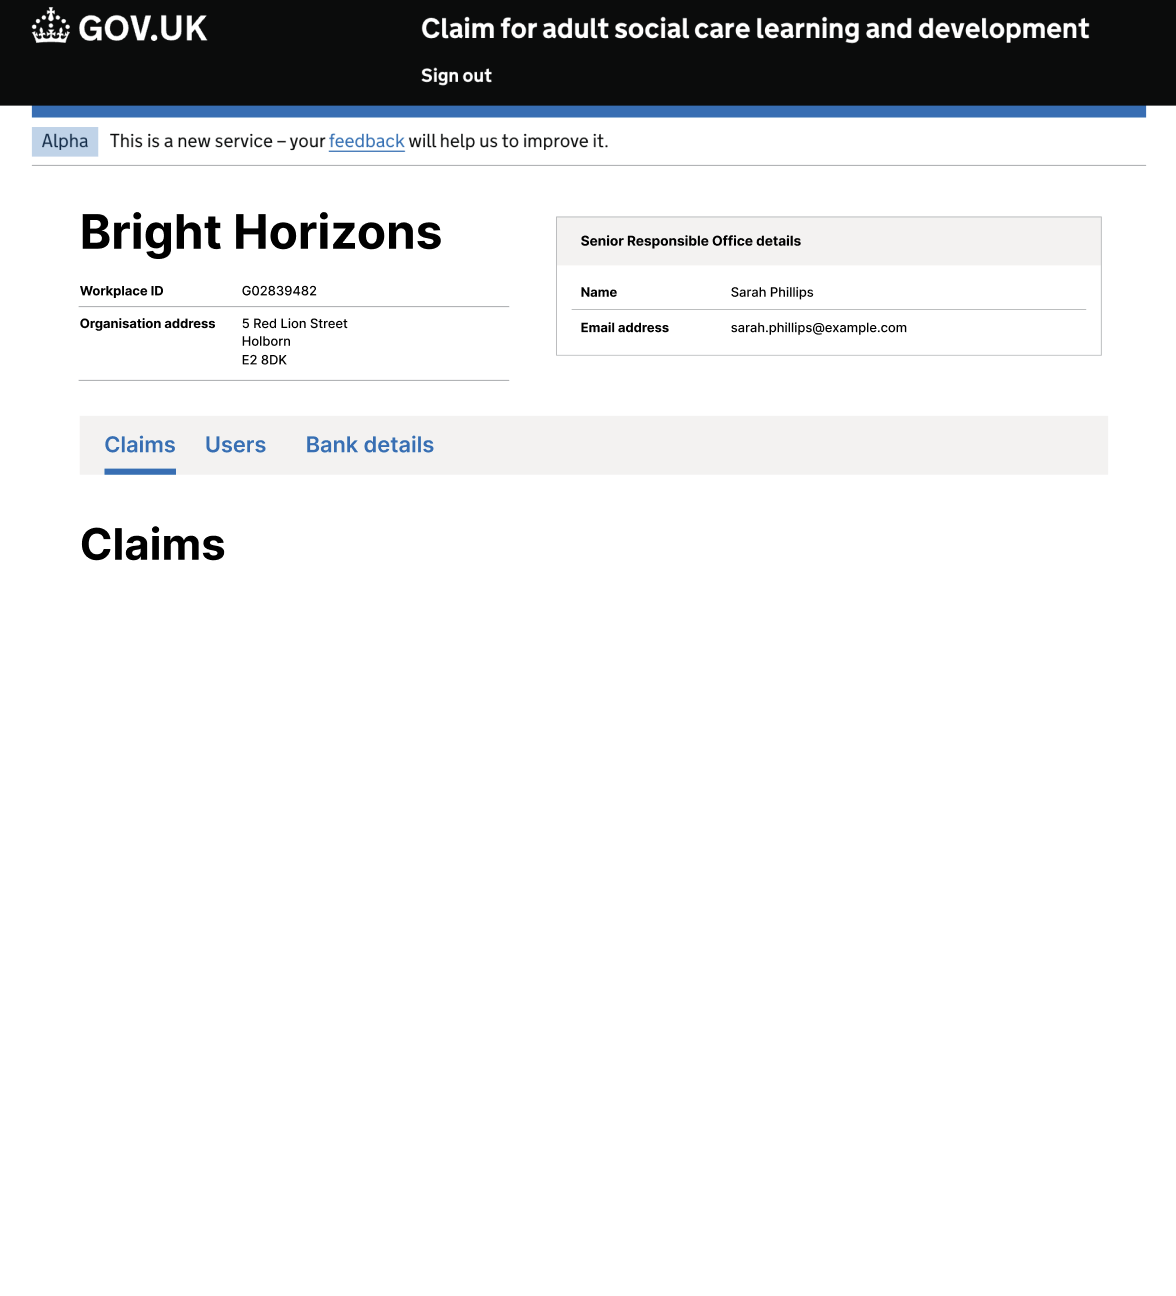 GOV.UK
Claim for adult social care learning and development
Sign out
Alpha This is a new service – your feedback will help us to improve it.
Bright Horizons
Workplace ID G02839482
Organisation address 5 Red Lion Street
Holborn
E2 8DK
Senior Responsible Office details
Name Sarah Phillips
Email address sarah.phillips@example.com
Claims Users Bank details
Claims